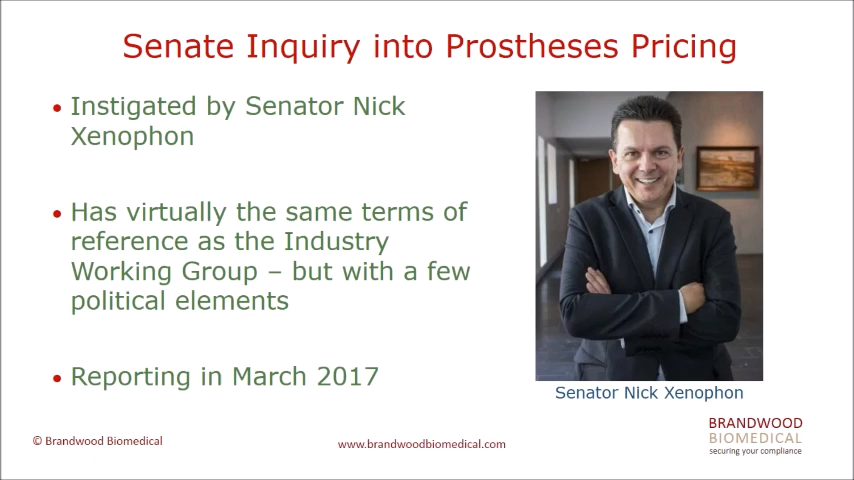 Senate Inquiry into Prostheses Pricing
• Instigated by Senator Nick
Xenophon
• Has virtually the same terms of
reference as the Industry
Working Group – but with a few
political elements
• Reporting in March 2017
Senator Nick Xenophon
© Brandwood Biomedical
www.brandwoodbiomedical.com
BRANDWOOD
BIOMEDICAL
securing your compliance